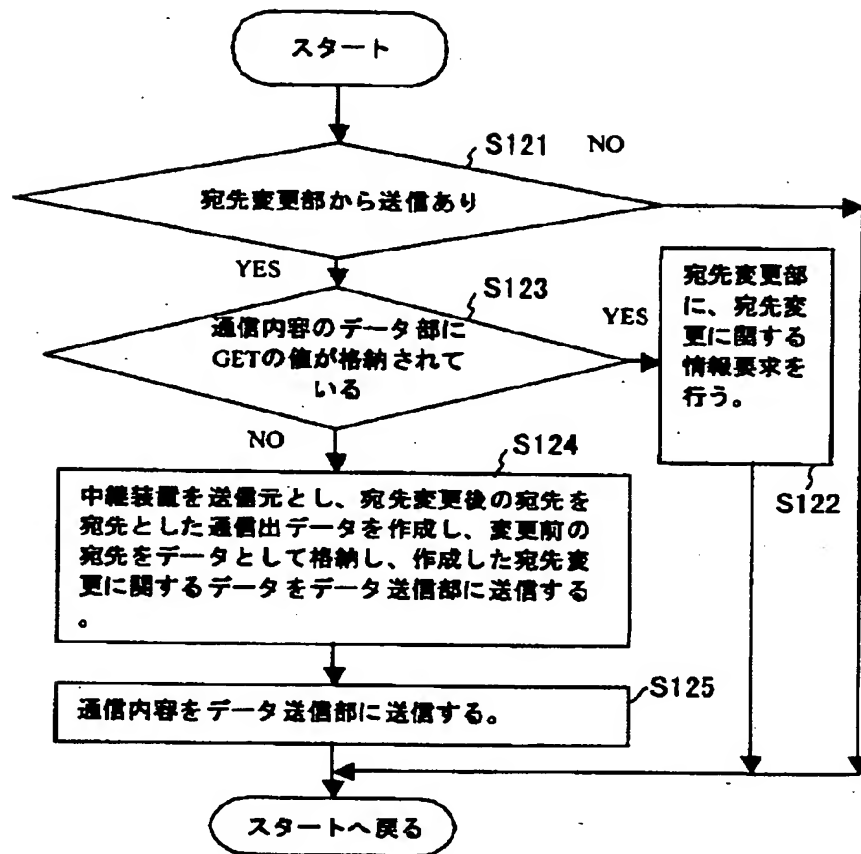 スタート
S121
NO
宛先変更部から送信あり
YES
S123
通信内容のデータ部に
GETの値が格納されて
いる
YES
宛先変更部
に、宛先変
更に関する
情報要求を
行う。
S122
NO
S124
中継装置を送信元とし、宛先変更後の宛先を
宛先とした通信出データを作成し、変更前の
宛先をデータとして格納し、作成した宛先変
更に関するデータをデータ送信部に送信する
。
S125
通信内容をデータ送信部に送信する。
スタートへ戻る